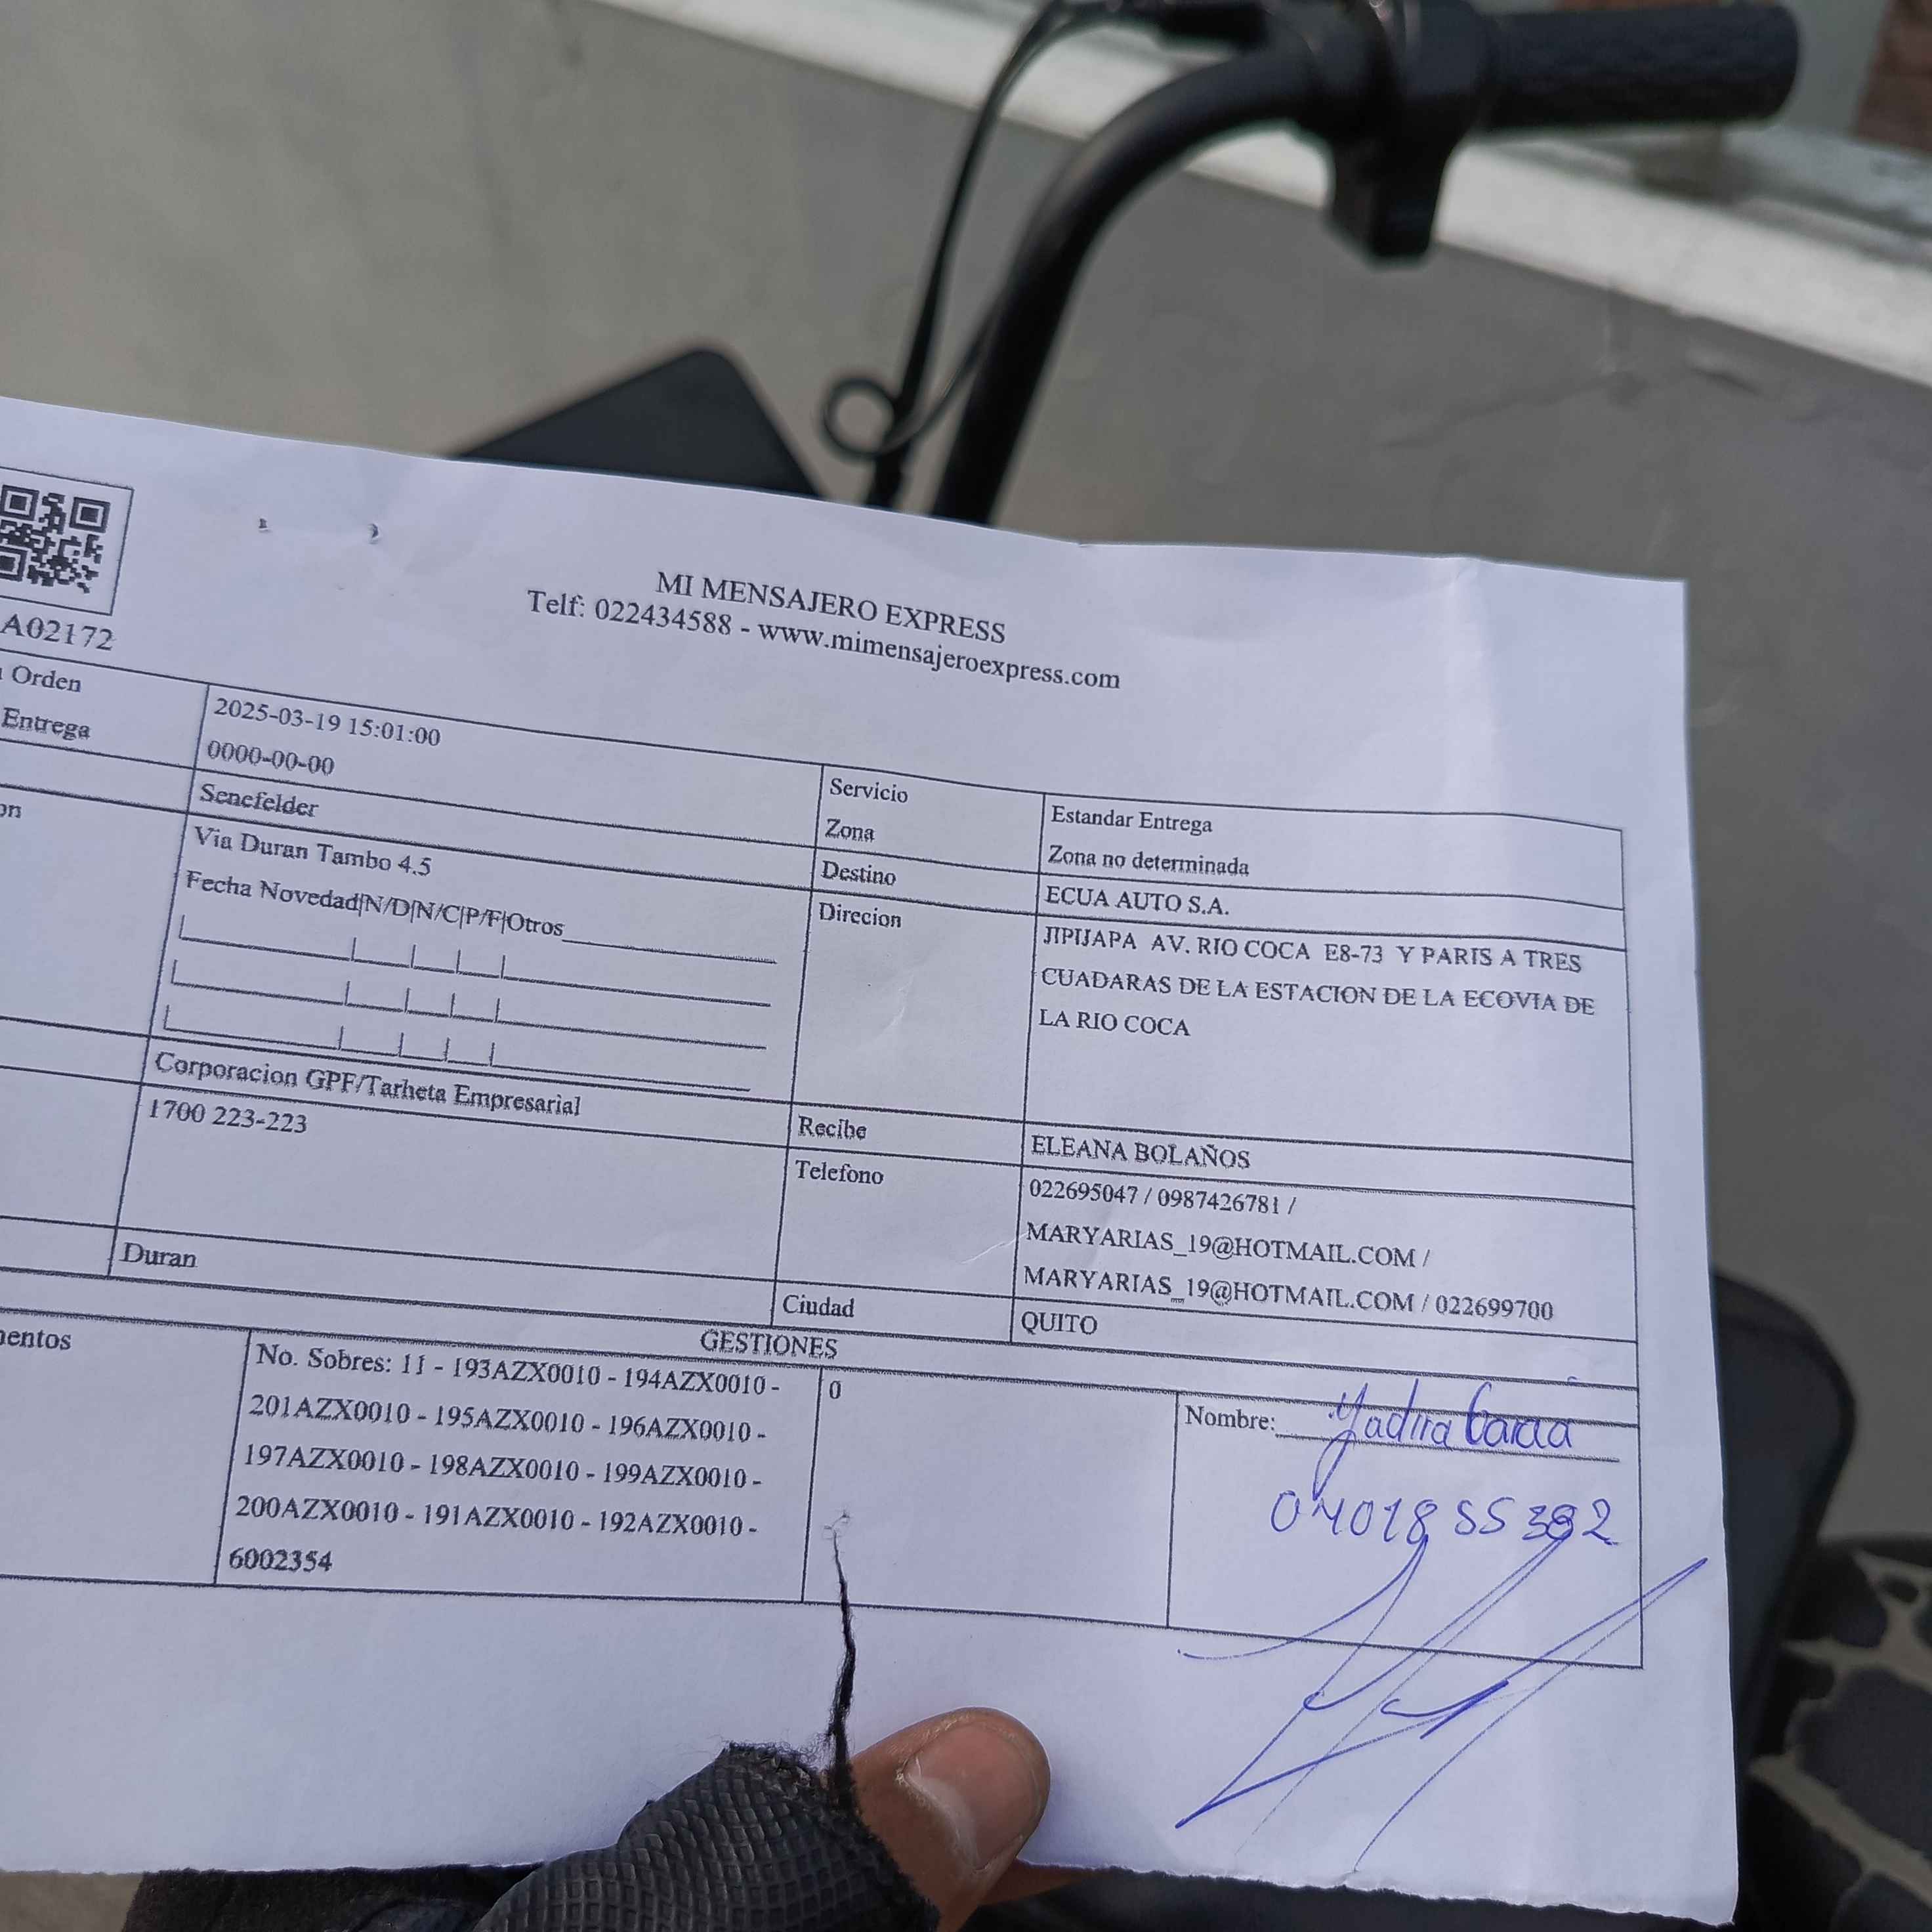 MI MENSAJERO EXPRESS
Telf: 022434588 - www.mimensajeroexpress.com
A02172
Orden
2025-03-19 15:01:00
Entrega
0000-00-00
Servicio
Estandar Entrega
Zona
Zona no determinada
Senefelder
Destino
ECUA AUTO S.A.
on
Via Duran Tambo 4.5
Fecha Novedad|N/D|N/C|P/F|Otros
Direcion
JIPIJAPA AV. RIO COCA E8-73 Y PARIS A TRES
CUADARAS DE LA ESTACION DE LA ECOVIA DE
LA RIO COCA
Corporacion GPF/Tarheta Empresarial
Recibe
ELEANA BOLAÑOS
1700 223-223
Telefono
022695047 / 0987426781 /
MARYARIAS_19@HOTMAIL.COM /
MARYARIAS_19@HOTMAIL.COM / 022699700
Duran
Ciudad
QUITO
GESTIONES
entos
No. Sobres: 11 - 193AZX0010 - 194AZX0010 -
201AZX0010 - 195AZX0010 - 196AZX0010 -
197AZX0010 - 198AZX0010 - 199AZX0010 -
200AZX0010 - 191AZX0010 - 192AZX0010 -
6002354
0
Nombre: Yadira